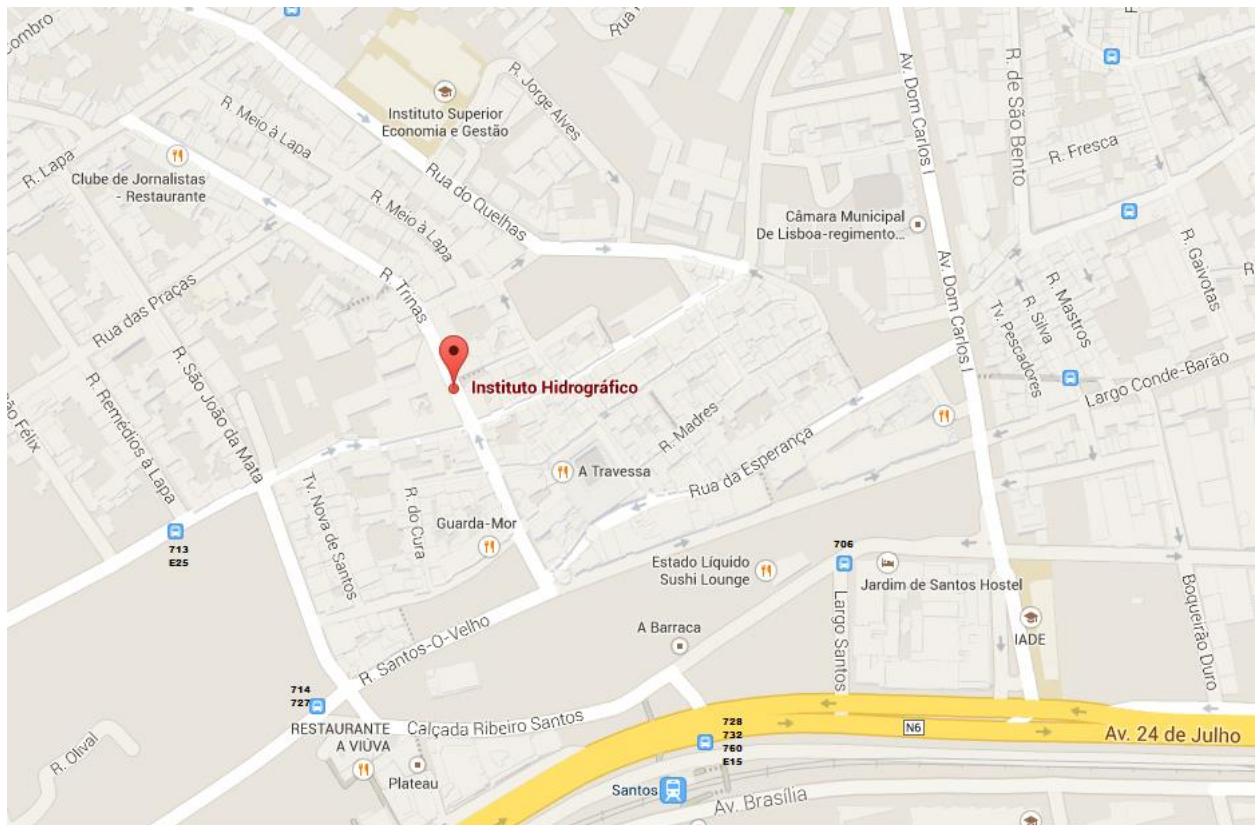 ombro
Rua
R. Jorge Alves
Av. Dom Carlos I
R. de São Bento
Instituto Superior
Economia e Gestão
R. Meio à Lapa
R. Lapa
Clube de Jornalistas
- Restaurante
Rua do Quelhas
R. Meio à Lapa
R. Fresca
Câmara Municipal
De Lisboa-regimento...
R. Gaivotas
R. Trinas
Rua das Praças
Av. Dom Carlos I
R. Mastros
R. Silva
Tv. Pescadores
R. São João da Mata
R. Remédios à Lapa
ão Félix
Instituto Hidrográfico
Largo Conde-Barão
R. Madres
Rua da Esperança
A Travessa
Tv. Nova de Santos
R. do Cura
Guarda-Mor
713
E25
706
Estado Líquido
Sushi Lounge
Jardim de Santos Hostel
Largo Santos
Boqueirão Duro
A Barraca
IADE
R. Santos-O-Velho
714
727
RESTAURANTE
A VIÚVA
Calçada Ribeiro Santos
728
732
760
E15
N6
Av. 24 de Julho
R. Olival
Plateau
Santos
Av. Brasília